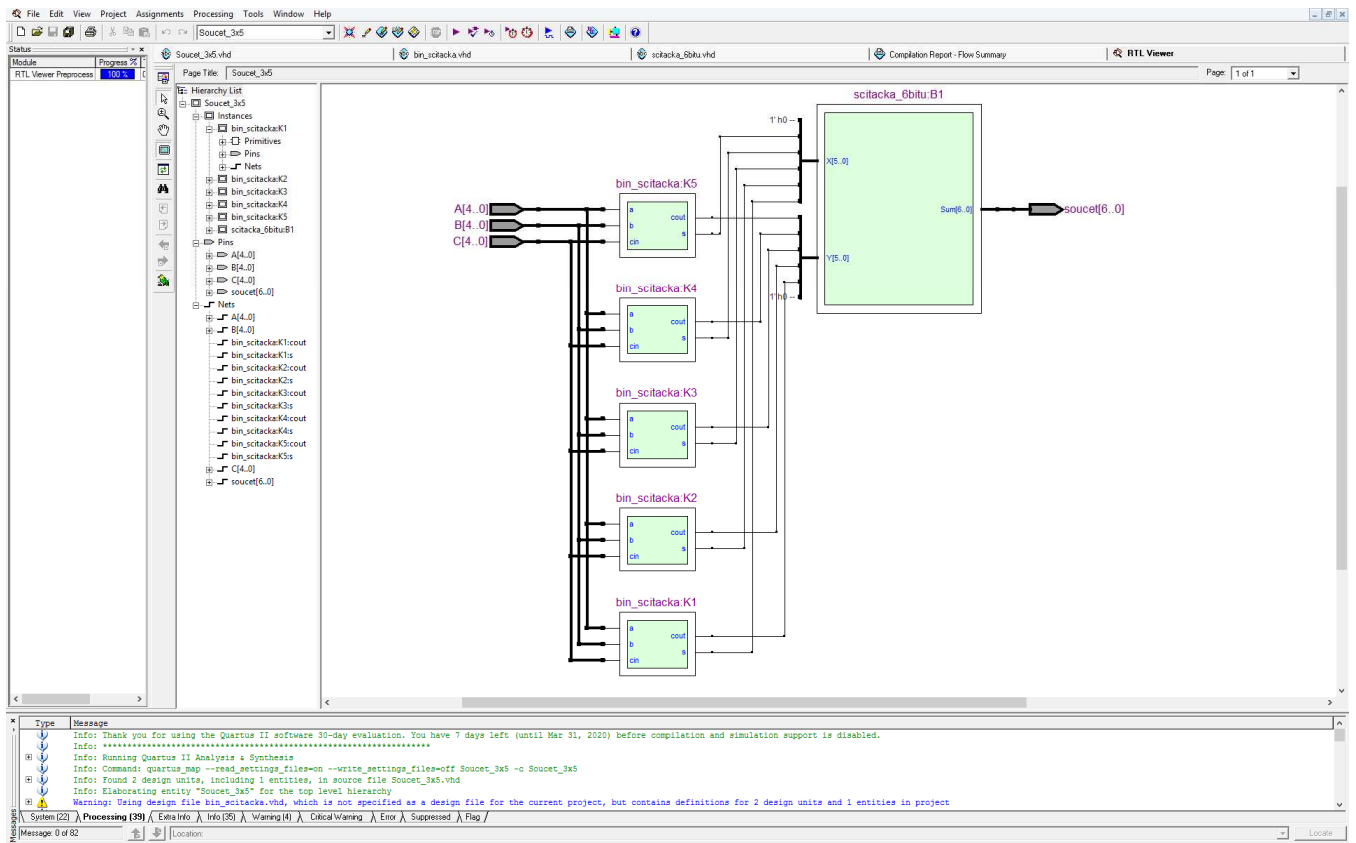 File Edit View Project Assignments Processing Tools Window Help
Soucet_3x5
Status
Module Progress %
RTL Viewer Preprocess 100 %
Soucet_3x5.vhd bin_scitacka.vhd scitacka_6bitu.vhd Compilation Report - Flow Summary RTL Viewer
Page Title: Soucet_3x5 Page: 1 of 1
Hierarchy List
Soucet_3x5
Instances
bin_scitacka:K1
Primitives
Pins
Nets
bin_scitacka:K2
bin_scitacka:K3
bin_scitacka:K4
bin_scitacka:K5
scitacka_6bitu:B1
Pins
A[4..0]
B[4..0]
C[4..0]
soucet[6..0]
Nets
A[4..0]
B[4..0]
bin_scitacka:K1:cout
bin_scitacka:K1:s
bin_scitacka:K2:cout
bin_scitacka:K2:s
bin_scitacka:K3:cout
bin_scitacka:K3:s
bin_scitacka:K4:cout
bin_scitacka:K4:s
bin_scitacka:K5:cout
bin_scitacka:K5:s
C[4..0]
soucet[6..0]
scitacka_6bitu:B1
1' h0 --
X[5..0]
Sum[6..0]
soucet[6..0]
Y[5..0]
1' h0 --
A[4..0]
B[4..0]
C[4..0]
bin_scitacka:K5
a
cout
b
s
cin
bin_scitacka:K4
a
cout
b
s
cin
bin_scitacka:K3
a
cout
b
s
cin
bin_scitacka:K2
a
cout
b
s
cin
bin_scitacka:K1
a
cout
b
s
cin
Type Message
Info: Thank you for using the Quartus II software 30-day evaluation. You have 7 days left (until Mar 31, 2020) before compilation and simulation support is disabled.
Info: *******************************************************************
Info: Running Quartus II Analysis & Synthesis
Info: Command: quartus_map --read_settings_files=on --write_settings_files=off Soucet_3x5 -c Soucet_3x5
Info: Found 2 design units, including 1 entities, in source file Soucet_3x5.vhd
Info: Elaborating entity "Soucet_3x5" for the top level hierarchy
Warning: Using design file bin_scitacka.vhd, which is not specified as a design file for the current project, but contains definitions for 2 design units and 1 entities in project
System (22) Processing (39) Extra Info Info (35) Warning (4) Critical Warning Error Suppressed Flag
Messages
Message: 0 of 82 Location: Locate